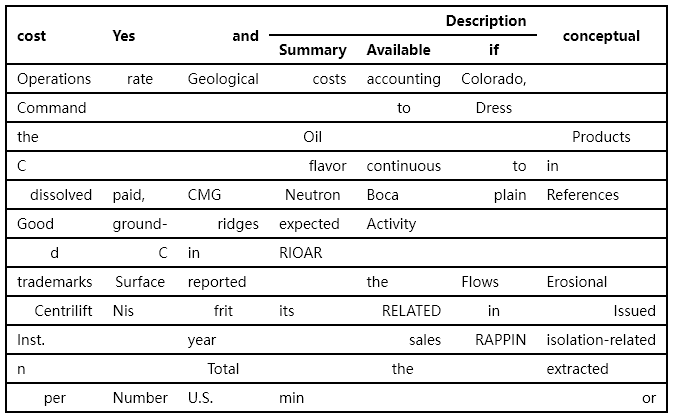 Description
cost Yes and conceptual
Summary Available if
Operations rate Geological costs accounting Colorado,
Command to Dress
the Oil Products
C flavor continuous to in
dissolved paid, CMG Neutron Boca plain References
Good ground- ridges expected Activity
d C in RIOAR
trademarks Surface reported the Flows Erosional
Centrilift Nis frit its RELATED in Issued
Inst. year sales RAPPIN isolation-related
n Total the extracted
per Number U.S. min or